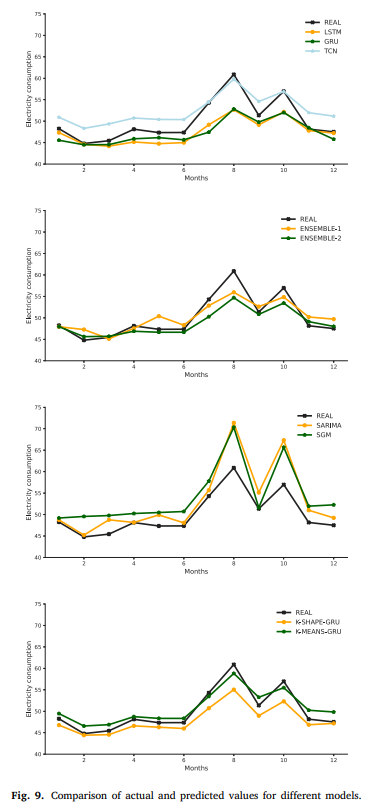 75
70
65
60
55
50
45
40
Electricity consumption
REAL
LSTM
GRU
TCN
2 4 6 8 10 12
Months
75
70
65
60
55
50
45
40
Electricity consumption
REAL
ENSEMBLE-1
ENSEMBLE-2
2 4 6 8 10 12
Months
75
70
65
60
55
50
45
40
Electricity consumption
REAL
SARIMA
SGM
2 4 6 8 10 12
Months
75
70
65
60
55
50
45
40
Electricity consumption
REAL
K-SHAPE-GRU
K-MEANS-GRU
2 4 6 8 10 12
Months
Fig. 9. Comparison of actual and predicted values for different models.